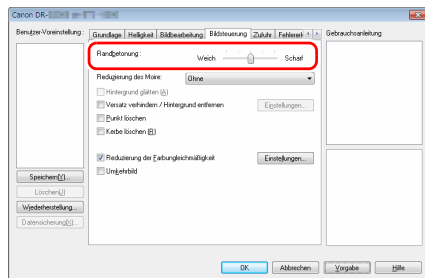 Canon DR-
Benutzer-Voreinstellung :
Grundlage Helligkeit Bildbearbeitung Bildsteuerung Zufuhr Fehlererk
Gebrauchsanleitung
Randbetonung :
Weich Scharf
Reduzierung des Moire: Ohne
Hintergrund glätten (A)
Versatz verhindern / Hintergrund entfernen Einstellungen...
Punkt löschen
Kerbe löschen (R)
Reduzierung der Farbungleichmäßigkeit Einstellungen...
Umkehrbild
Speichern(Y)...
Löschen(J)
Wiederherstellung...
Datensicherung(X)...
OK Abbrechen Vorgabe Hilfe